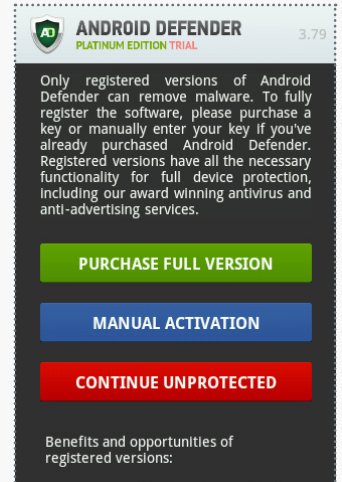 ANDROID DEFENDER
PLATINUM EDITION TRIAL
3.79
Only registered versions of Android
Defender can remove malware. To fully
register the software, please purchase a
key or manually enter your key if you've
already purchased Android Defender.
Registered versions have all the necessary
functionality for full device protection,
including our award winning antivirus and
anti-advertising services.
PURCHASE FULL VERSION
MANUAL ACTIVATION
CONTINUE UNPROTECTED
Benefits and opportunities of
registered versions: